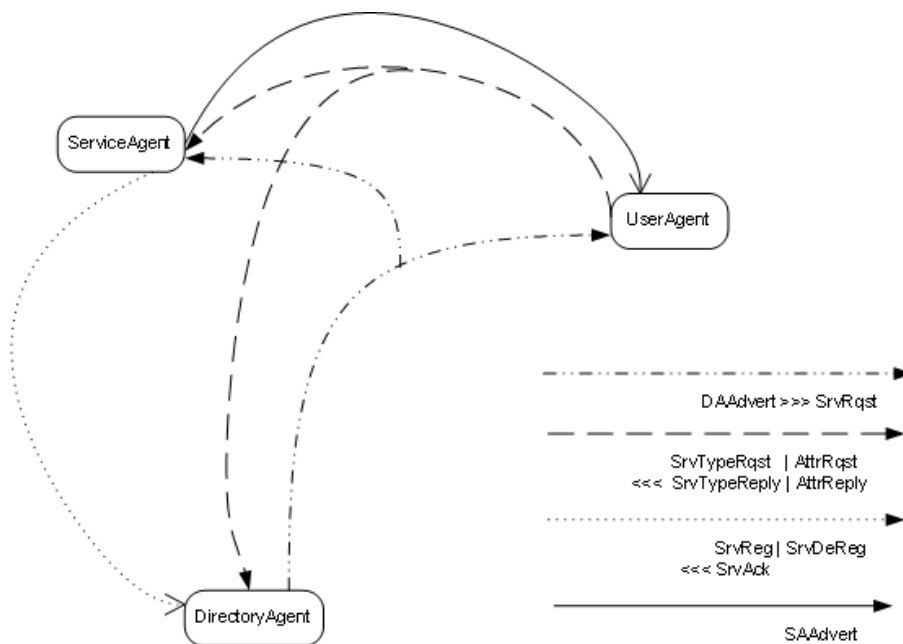 ServiceAgent
UserAgent
DAAdvert >>> SrvRqst
SrvTypeRqst | AttrRqst
<<< SrvTypeReply | AttrReply
SrvReg | SrvDeReg
<<< SrvAck
DirectoryAgent
SAAdvert